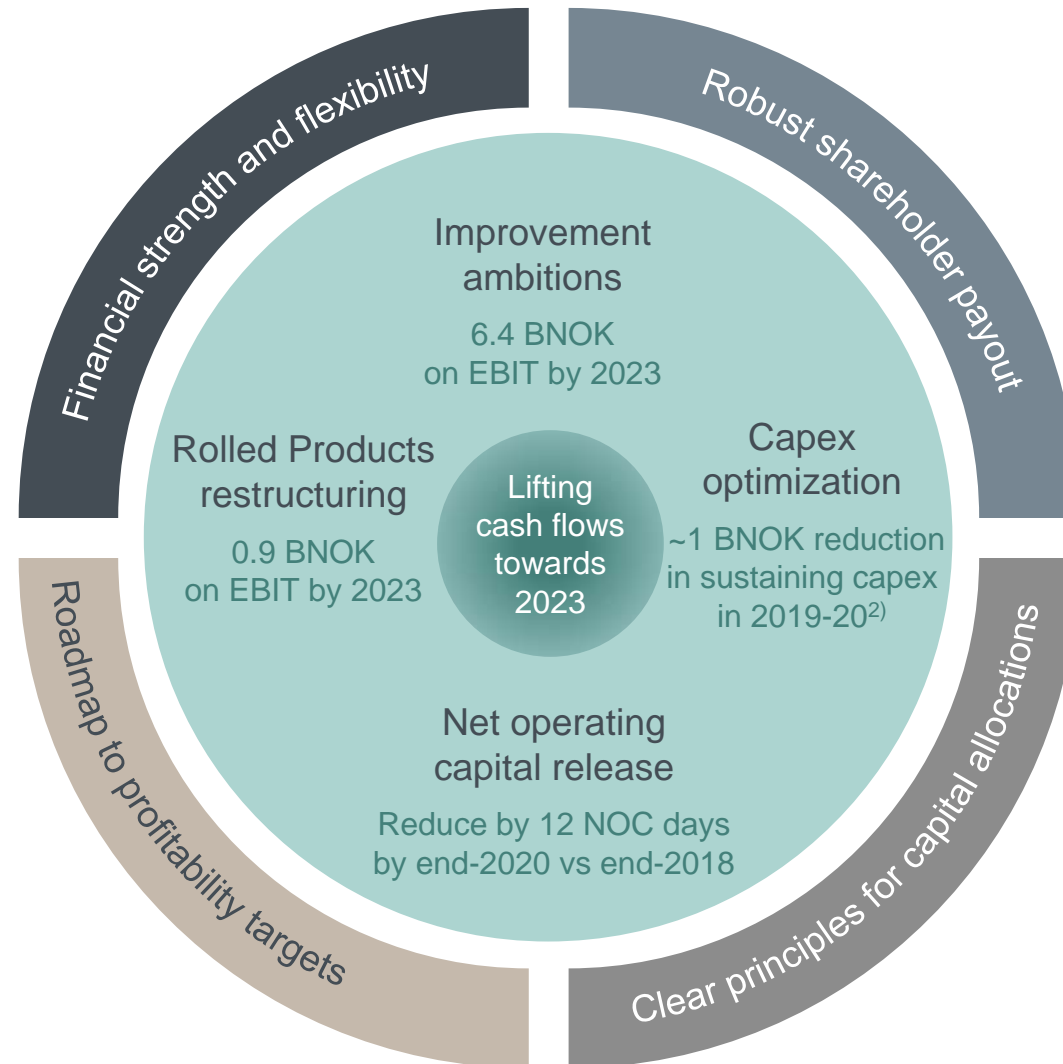 Financial strength and flexibility
Robust shareholder payout
Improvement
ambitions
6.4 BNOK
on EBIT by 2023
Rolled Products
restructuring
0.9 BNOK
on EBIT by 2023
Lifting
cash flows
towards
2023
Capex
optimization
~1 BNOK reduction
in sustaining capex
in 2019-20²⁾
Net operating
capital release
Reduce by 12 NOC days
by end-2020 vs end-2018
Roadmap to profitability targets
Clear principles for capital allocations